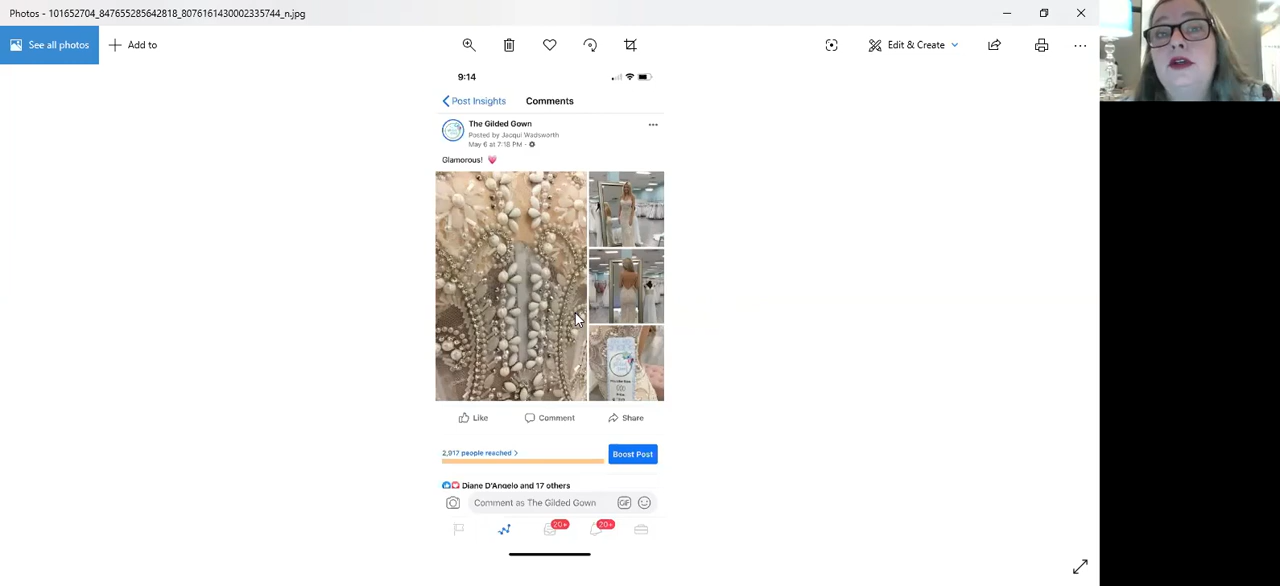 Photos - 101652704_847655285642818_8076161430002335744_n.jpg
See all photos
Add to
Edit & Create
9:14
Post Insights
Comments
The Gilded Gown
Posted by Jacqui Wadsworth
May 6 at 7:18 PM
Glamorous!
Like
Comment
Share
2,917 people reached
Boost Post
Diane D'Angelo and 17 others
Comment as The Gilded Gown
GIF
20+
20+